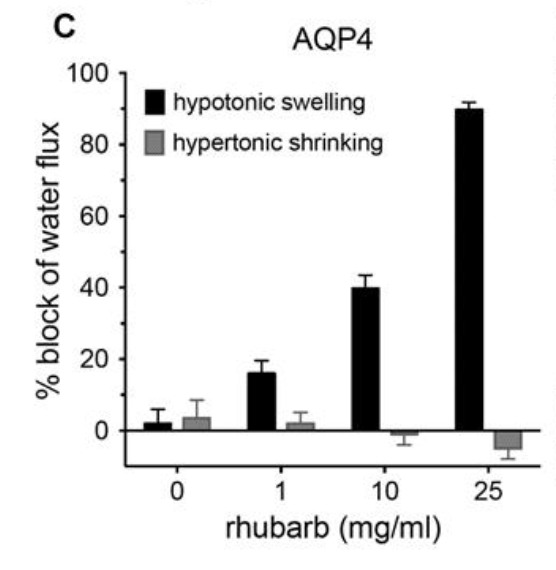 C
AQP4
hypotonic swelling
hypertonic shrinking
% block of water flux
100
80
60
40
20
0
0 1 10 25
rhubarb (mg/ml)